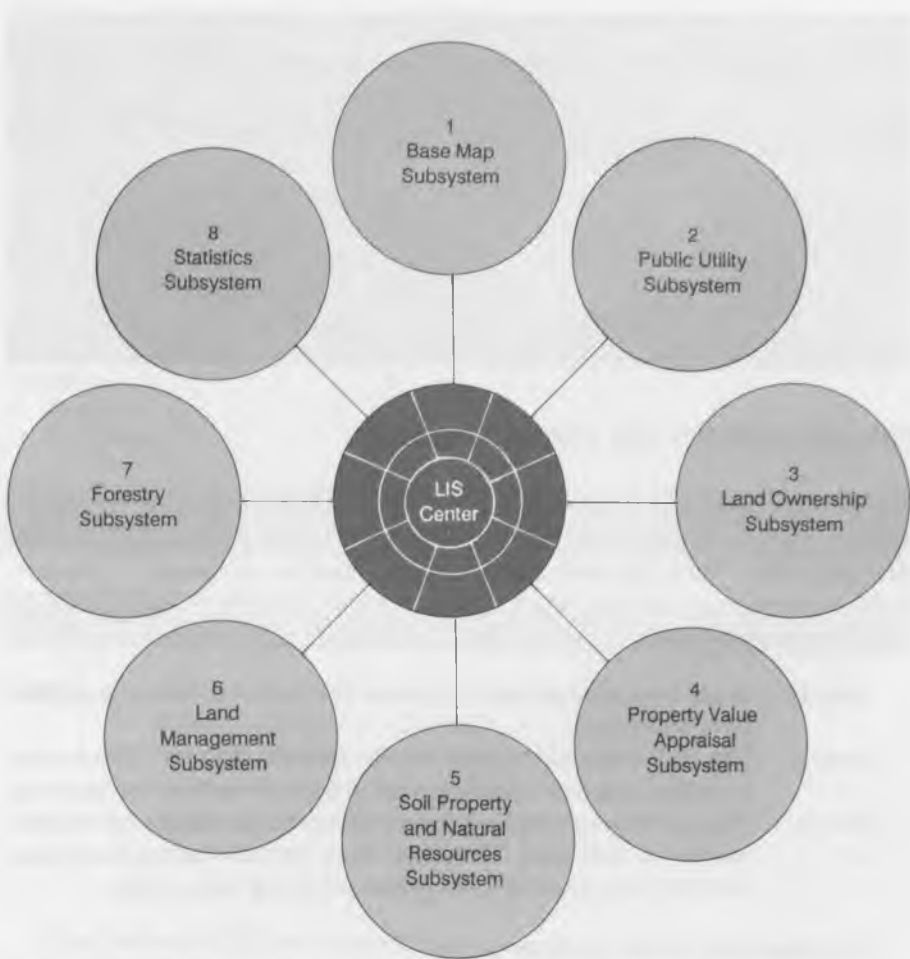 1
Base Map
Subsystem
2
Public Utility
Subsystem
3
Land Ownership
Subsystem
4
Property Value
Appraisal
Subsystem
5
Soil Property
and Natural
Resources
Subsystem
6
Land
Management
Subsystem
7
Forestry
Subsystem
8
Statistics
Subsystem
LIS
Center